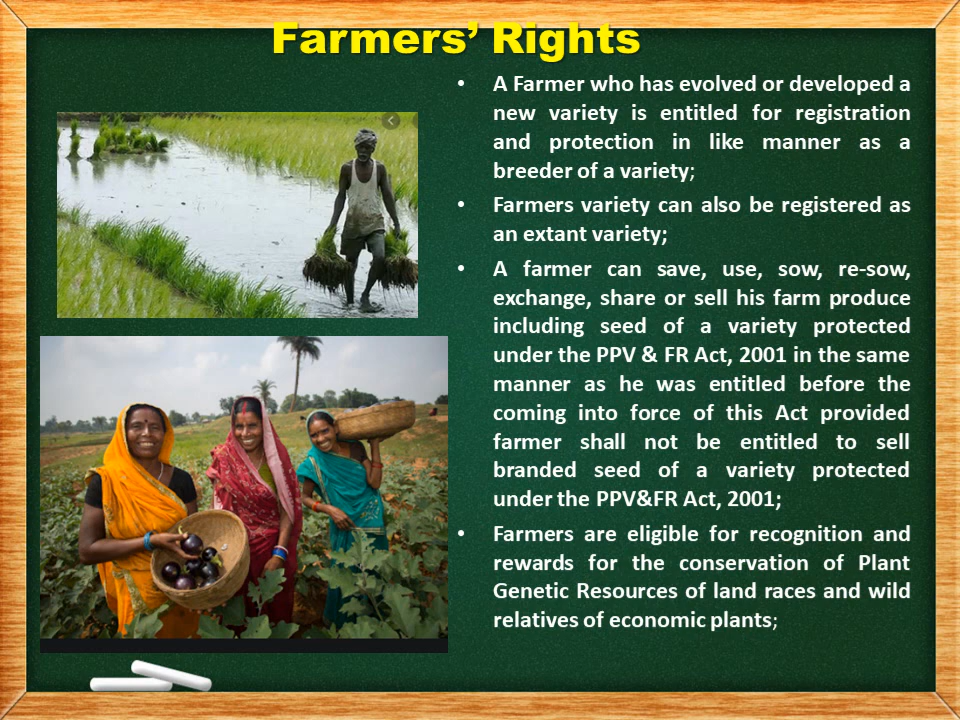 Farmers’ Rights
• A Farmer who has evolved or developed a
new variety is entitled for registration
and protection in like manner as a
breeder of a variety;
• Farmers variety can also be registered as
an extant variety;
• A farmer can save, use, sow, re-sow,
exchange, share or sell his farm produce
including seed of a variety protected
under the PPV & FR Act, 2001 in the same
manner as he was entitled before the
coming into force of this Act provided
farmer shall not be entitled to sell
branded seed of a variety protected
under the PPV&FR Act, 2001;
• Farmers are eligible for recognition and
rewards for the conservation of Plant
Genetic Resources of land races and wild
relatives of economic plants;